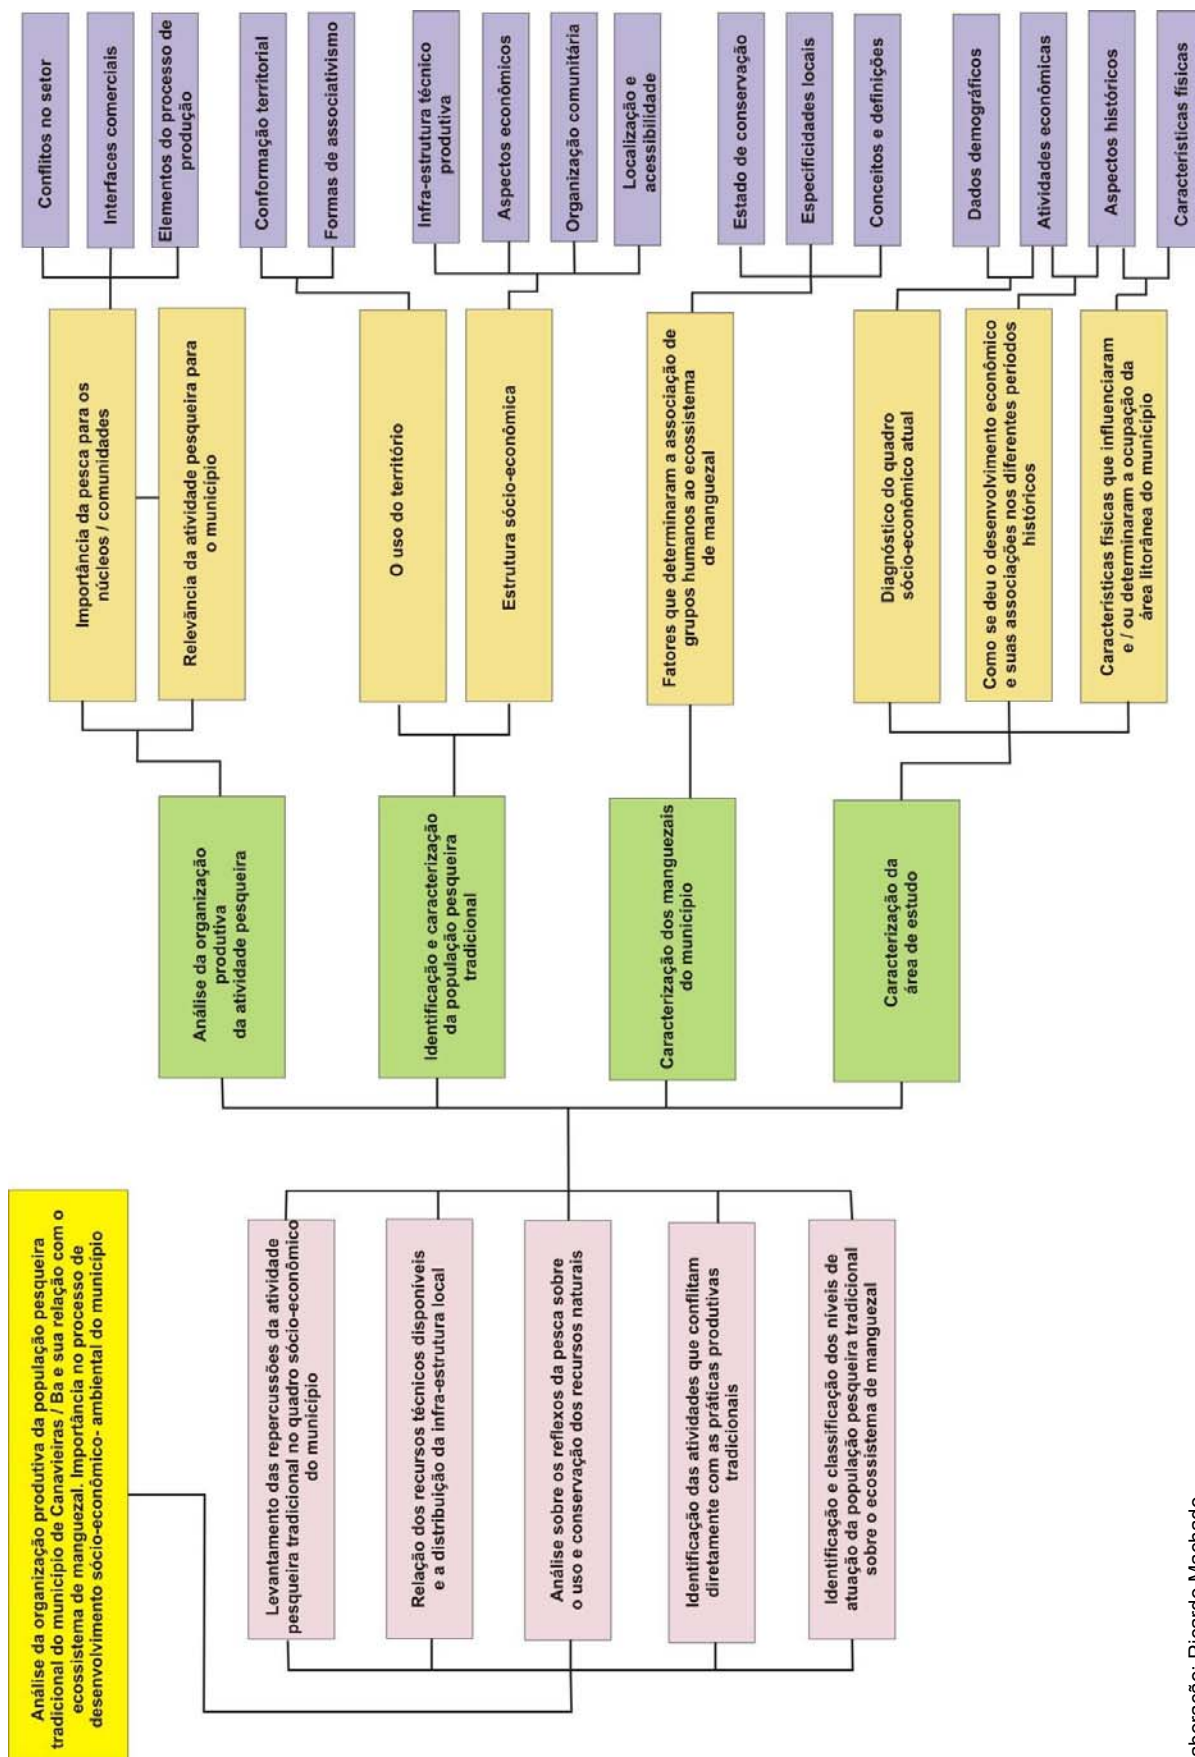 Análise da organização produtiva da população pesqueira
tradicional do município de Canavieiras / Ba e sua relação com o
ecossistema de manguezal. Importância no processo de
desenvolvimento sócio-econômico- ambiental do município
Levantamento das repercussões da atividade
pesqueira tradicional no quadro sócio-econômico
do município
Relação dos recursos técnicos disponíveis
e a distribuição da infra-estrutura local
Análise sobre os reflexos da pesca sobre
o uso e conservação dos recursos naturais
Identificação das atividades que conflitam
diretamente com as práticas produtivas
tradicionais
Identificação e classificação dos níveis de
atuação da população pesqueira tradicional
sobre o ecossistema de manguezal
Análise da organização
produtiva
da atividade pesqueira
Identificação e caracterização
da população pesqueira
tradicional
Caracterização dos manguezais
do município
Caracterização da
área de estudo
Importância da pesca para os
núcleos / comunidades
Relevância da atividade pesqueira para
o município
O uso do território
Estrutura sócio-econômica
Fatores que determinaram a associação de
grupos humanos ao ecossistema
de manguezal
Diagnóstico do quadro
sócio-econômico atual
Como se deu o desenvolvimento econômico
e suas associações nos diferentes períodos
históricos
Características físicas que influenciaram
e / ou determinaram a ocupação da
área litorânea do município
Conflitos no setor
Interfaces comerciais
Elementos do processo de
produção
Conformação territorial
Formas de associativismo
Infra-estrutura técnico
produtiva
Aspectos econômicos
Organização comunitária
Localização e
acessibilidade
Estado de conservação
Especificidades locais
Conceitos e definições
Dados demográficos
Atividades econômicas
Aspectos históricos
Características físicas
Ricardo Machado